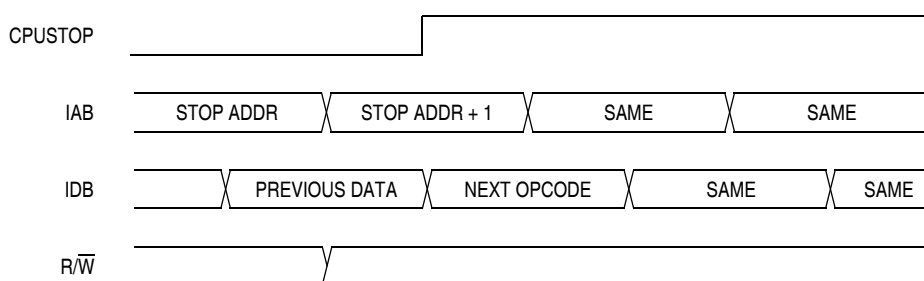 CPUSTOP
IAB STOP ADDR STOP ADDR + 1 SAME SAME
IDB PREVIOUS DATA NEXT OPCODE SAME SAME
R/W̅